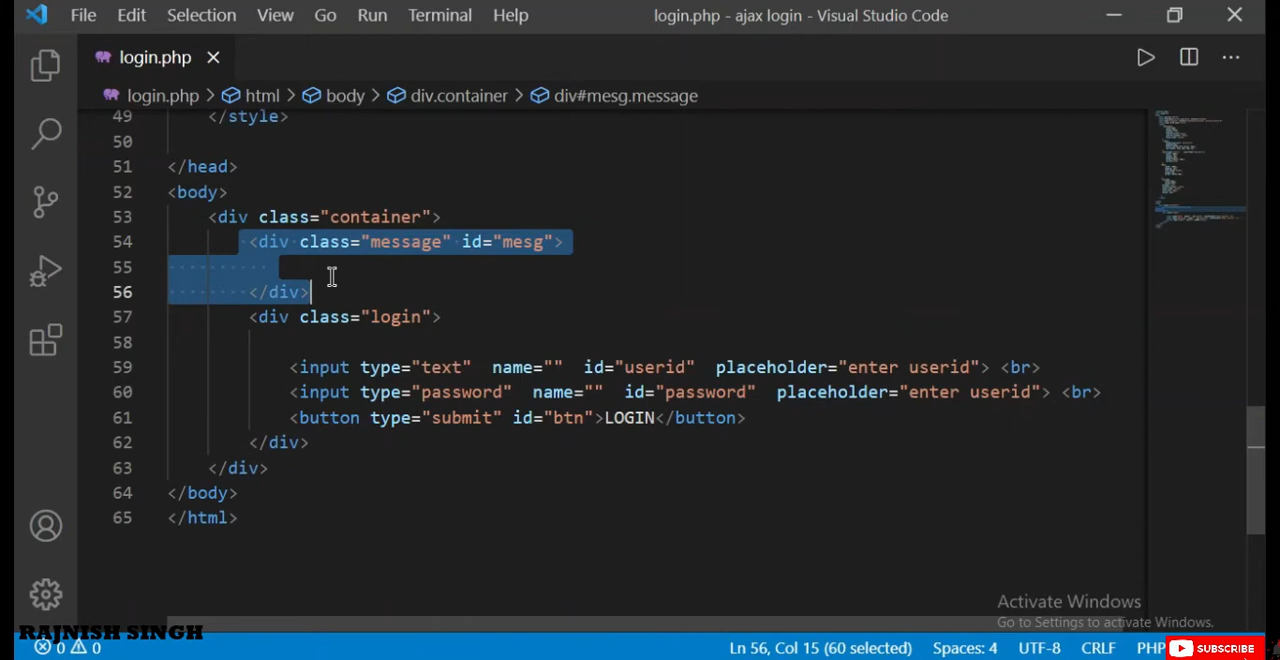 File Edit Selection View Go Run Terminal Help login.php - ajax login - Visual Studio Code
login.php
login.php > html > body > div.container > div#mesg.message
49 </style>
50
51 </head>
52 <body>
53 <div class="container">
54 <div class="message" id="mesg">
55
56 </div>
57 <div class="login">
58
59 <input type="text" name="" id="userid" placeholder="enter userid"> <br>
60 <input type="password" name="" id="password" placeholder="enter userid"> <br>
61 <button type="submit" id="btn">LOGIN</button>
62 </div>
63 </div>
64 </body>
65 </html>
Activate Windows
Go to Settings to activate Windows.
RAJNISH SINGH
0 0 Ln 56, Col 15 (60 selected) Spaces: 4 UTF-8 CRLF PHP SUBSCRIBE